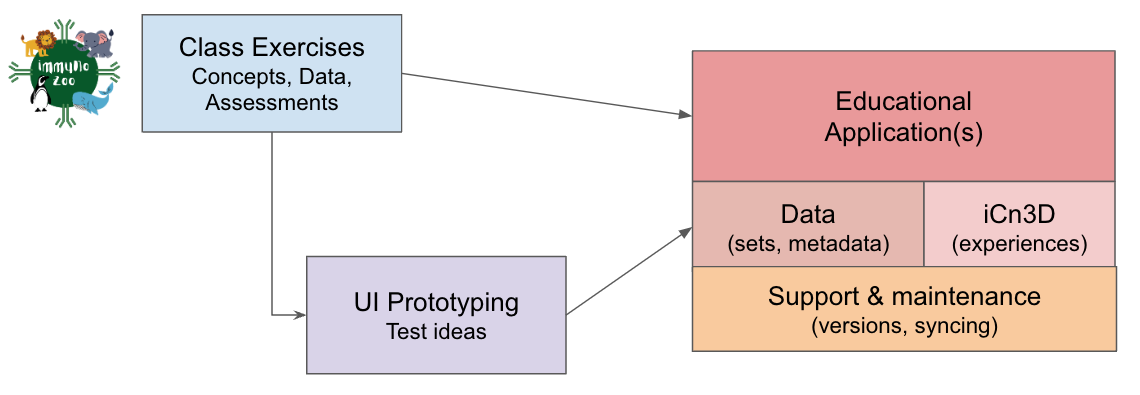 immuno
Zoo
Class Exercises
Concepts, Data,
Assessments
Educational
Application(s)
Data
(sets, metadata)
iCn3D
(experiences)
UI Prototyping
Test ideas
Support & maintenance
(versions, syncing)